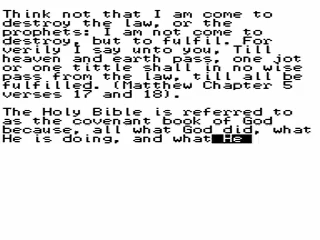 Think not that I am come to
destroy the law, or the
prophets: I am not come to
destroy, but to fulfil. For
verily I say unto you, Till
heaven and earth pass, one jot
or one tittle shall in no wise
pass from the law, till all be
fulfilled. (Matthew Chapter 5
verses 17 and 18).
The Holy Bible is referred to
as the covenant book of God
because, all what God did, what
He is doing, and what He